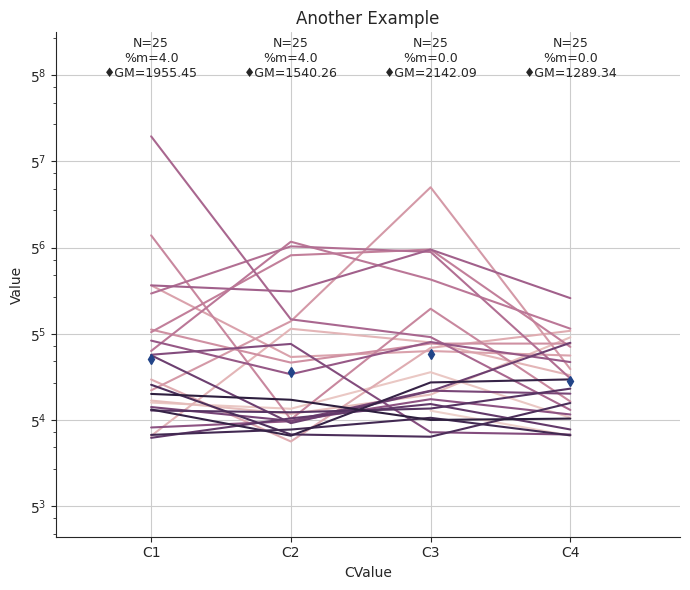 Another Example
N=25 N=25 N=25 N=25
%m=4.0 %m=4.0 %m=0.0 %m=0.0
♦GM=1955.45 ♦GM=1540.26 ♦GM=2142.09 ♦GM=1289.34
5⁸
5⁷
5⁶
5⁵
5⁴
5³
Value
C1 C2 C3 C4
CValue